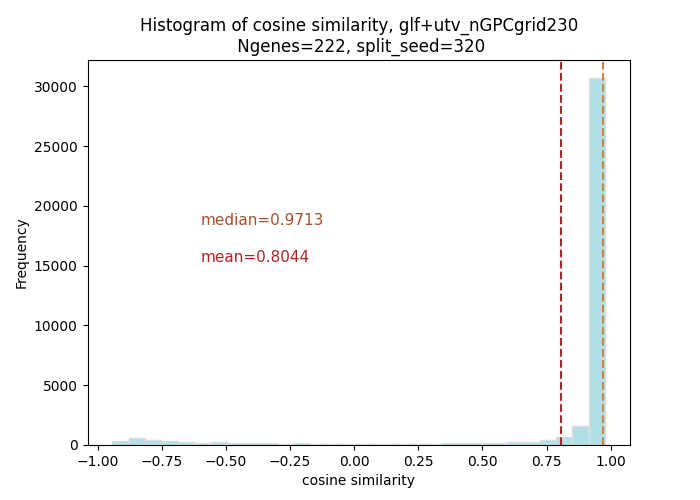 Histogram of cosine similarity, glf+utv_nGPCgrid230
Ngenes=222, split_seed=320
Frequency
30000
25000
20000
15000
10000
5000
0
median=0.9713
mean=0.8044
−1.00 −0.75 −0.50 −0.25 0.00 0.25 0.50 0.75 1.00
cosine similarity